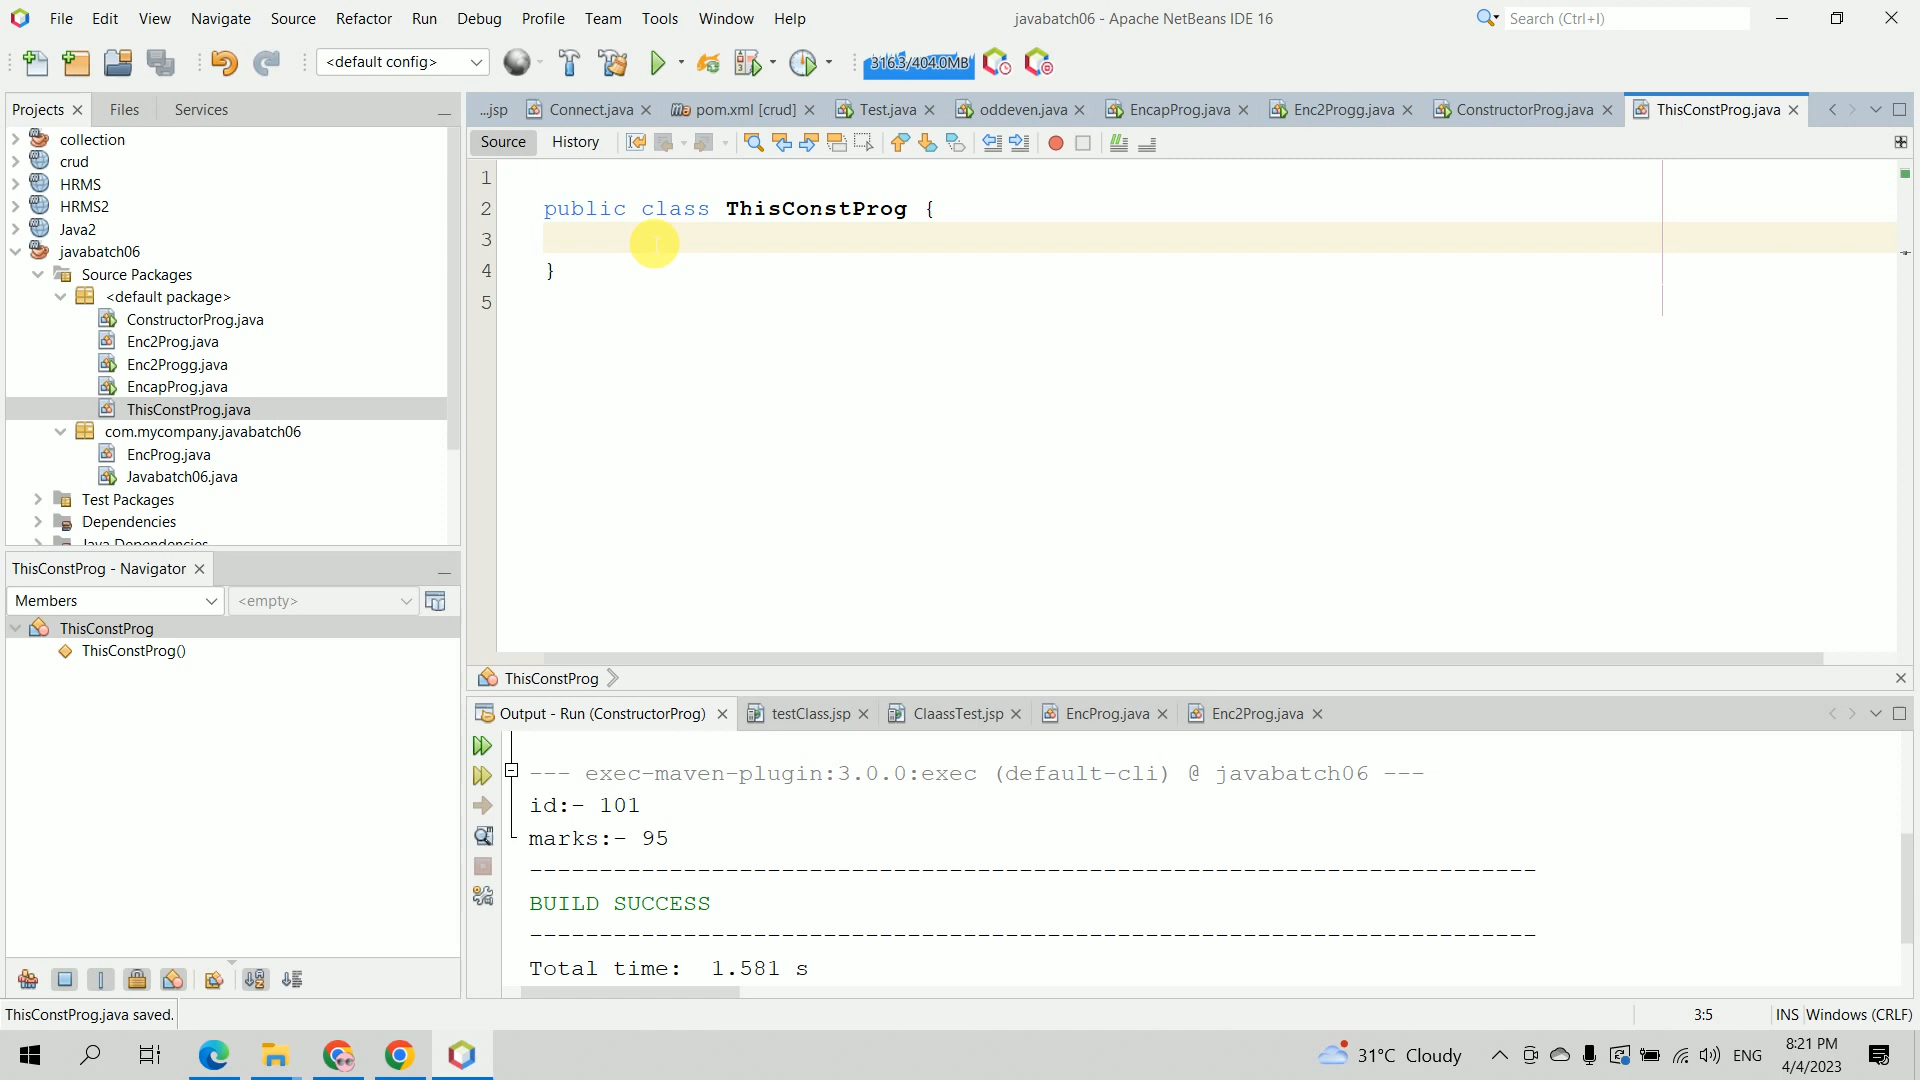 File Edit View Navigate Source Refactor Run Debug Profile Team Tools Window Help
javabatch06 - Apache NetBeans IDE 16
Search (Ctrl+I)
<default config>
316.3/404.0MB
Projects Files Services
...jsp Connect.java pom.xml [crud] Test.java oddeven.java EncapProg.java Enc2Progg.java ConstructorProg.java ThisConstProg.java
Source History
collection
crud
HRMS
HRMS2
Java2
javabatch06
Source Packages
<default package>
ConstructorProg.java
Enc2Prog.java
Enc2Progg.java
EncapProg.java
ThisConstProg.java
com.mycompany.javabatch06
EncProg.java
Javabatch06.java
Test Packages
Dependencies
Java Dependencies
1
2 public class ThisConstProg {
3
4 }
5
ThisConstProg - Navigator
Members <empty>
ThisConstProg
ThisConstProg()
ThisConstProg
Output - Run (ConstructorProg) testClass.jsp ClaassTest.jsp EncProg.java Enc2Prog.java
--- exec-maven-plugin:3.0.0:exec (default-cli) @ javabatch06 ---
id:- 101
marks:- 95
------------------------------------------------------------------------
BUILD SUCCESS
------------------------------------------------------------------------
Total time:  1.581 s
ThisConstProg.java saved.
3:5 INS Windows (CRLF)
31°C Cloudy
ENG
8:21 PM
4/4/2023